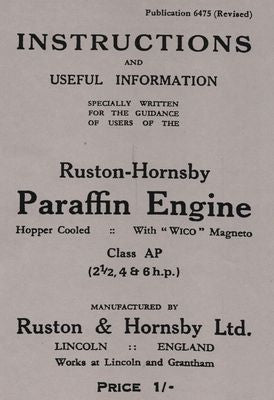 Publication 6475 (Revised)
INSTRUCTIONS
AND
USEFUL INFORMATION
SPECIALLY WRITTEN
FOR THE GUIDANCE
OF USERS OF THE
Ruston-Hornsby
Paraffin Engine
Hopper Cooled :: With "WICO" Magneto
Class AP
(2½, 4 & 6 h.p.)
MANUFACTURED BY
Ruston & Hornsby Ltd.
LINCOLN :: ENGLAND
Works at Lincoln and Grantham
PRICE 1/-